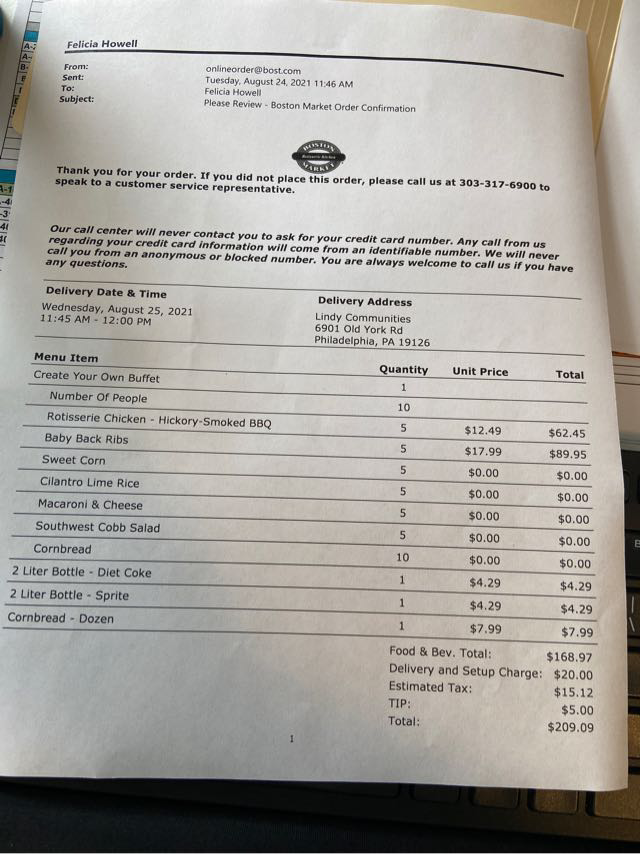 Felicia Howell
From: onlineorder@bost.com
Sent: Tuesday, August 24, 2021 11:46 AM
To: Felicia Howell
Subject: Please Review - Boston Market Order Confirmation
BOSTON
Rotisserie Kitchen
MARKET
Thank you for your order. If you did not place this order, please call us at 303-317-6900 to
speak to a customer service representative.
Our call center will never contact you to ask for your credit card number. Any call from us
regarding your credit card information will come from an identifiable number. We will never
call you from an anonymous or blocked number. You are always welcome to call us if you have
any questions.
Delivery Date & Time
Wednesday, August 25, 2021
11:45 AM - 12:00 PM
Delivery Address
Lindy Communities
6901 Old York Rd
Philadelphia, PA 19126
Menu Item Quantity Unit Price Total
Create Your Own Buffet 1
Number Of People 10
Rotisserie Chicken - Hickory-Smoked BBQ 5 $12.49 $62.45
Baby Back Ribs 5 $17.99 $89.95
Sweet Corn 5 $0.00 $0.00
Cilantro Lime Rice 5 $0.00 $0.00
Macaroni & Cheese 5 $0.00 $0.00
Southwest Cobb Salad 5 $0.00 $0.00
Cornbread 10 $0.00 $0.00
2 Liter Bottle - Diet Coke 1 $4.29 $4.29
2 Liter Bottle - Sprite 1 $4.29 $4.29
Cornbread - Dozen 1 $7.99 $7.99
Food & Bev. Total: $168.97
Delivery and Setup Charge: $20.00
Estimated Tax: $15.12
TIP: $5.00
Total: $209.09
1